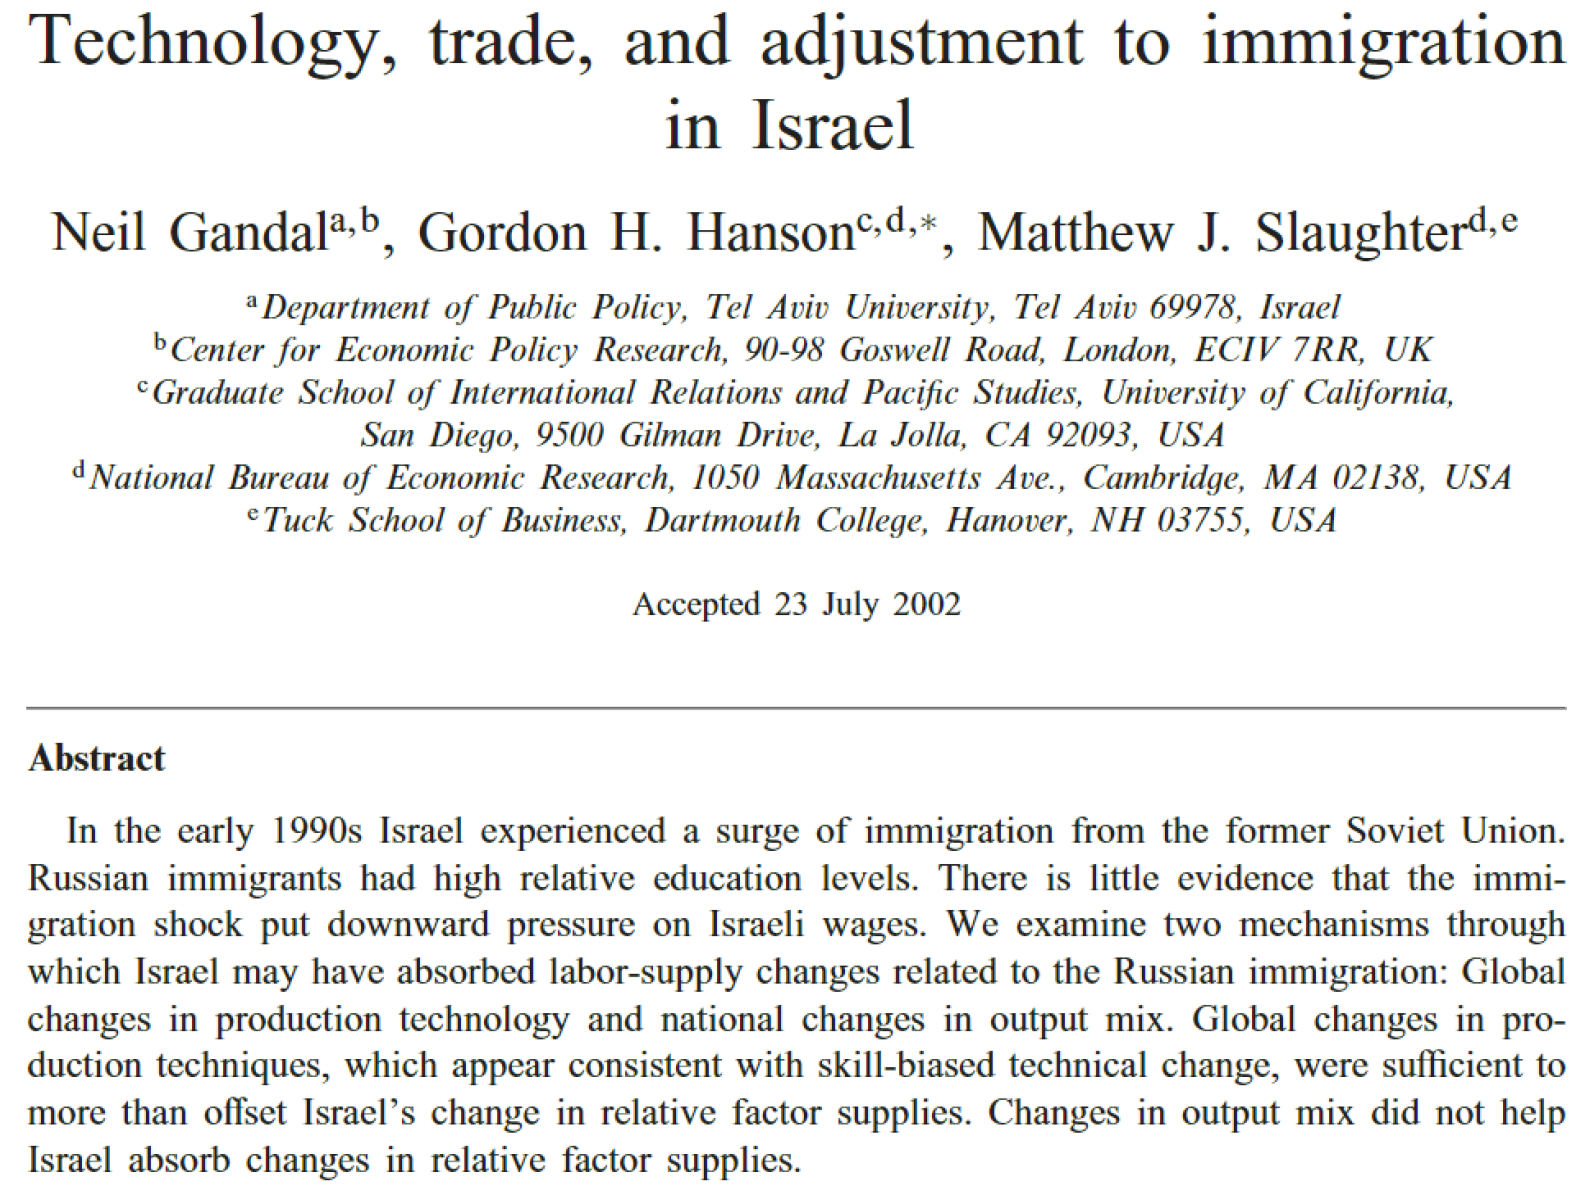 Technology, trade, and adjustment to immigration
in Israel
Neil Gandalᵃ,ᵇ, Gordon H. Hansonᶜ,ᵈ,*, Matthew J. Slaughterᵈ,ᵉ
ᵃ Department of Public Policy, Tel Aviv University, Tel Aviv 69978, Israel
ᵇ Center for Economic Policy Research, 90-98 Goswell Road, London, ECIV 7RR, UK
ᶜ Graduate School of International Relations and Pacific Studies, University of California,
San Diego, 9500 Gilman Drive, La Jolla, CA 92093, USA
ᵈ National Bureau of Economic Research, 1050 Massachusetts Ave., Cambridge, MA 02138, USA
ᵉ Tuck School of Business, Dartmouth College, Hanover, NH 03755, USA
Accepted 23 July 2002
Abstract
In the early 1990s Israel experienced a surge of immigration from the former Soviet Union.
Russian immigrants had high relative education levels. There is little evidence that the immi-
gration shock put downward pressure on Israeli wages. We examine two mechanisms through
which Israel may have absorbed labor-supply changes related to the Russian immigration: Global
changes in production technology and national changes in output mix. Global changes in pro-
duction techniques, which appear consistent with skill-biased technical change, were sufficient to
more than offset Israel's change in relative factor supplies. Changes in output mix did not help
Israel absorb changes in relative factor supplies.